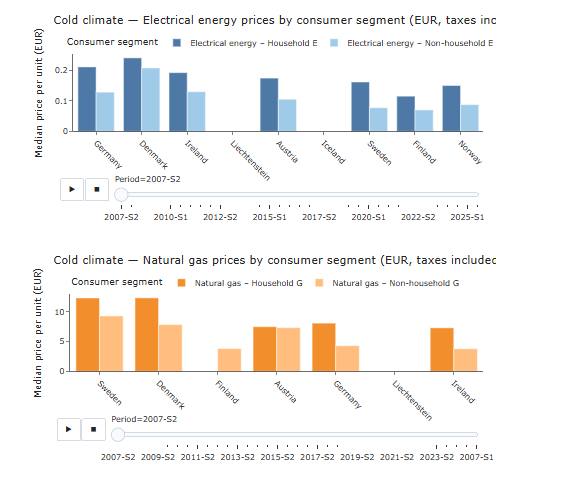 Cold climate — Electrical energy prices by consumer segment (EUR, taxes inc
Consumer segment
Electrical energy – Household E
Electrical energy – Non-household E
Median price per unit (EUR)
0.2
0.1
0
Germany
Denmark
Ireland
Liechtenstein
Austria
Iceland
Sweden
Finland
Norway
Period=2007-S2
2007-S2 2010-S1 2012-S2 2015-S1 2017-S2 2020-S1 2022-S2 2025-S1
Cold climate — Natural gas prices by consumer segment (EUR, taxes included
Consumer segment
Natural gas – Household G
Natural gas – Non-household G
Median price per unit (EUR)
10
5
0
Sweden
Denmark
Finland
Austria
Germany
Liechtenstein
Ireland
Period=2007-S2
2007-S2 2009-S2 2011-S2 2013-S2 2015-S2 2017-S2 2019-S2 2021-S2 2023-S2 2007-S1